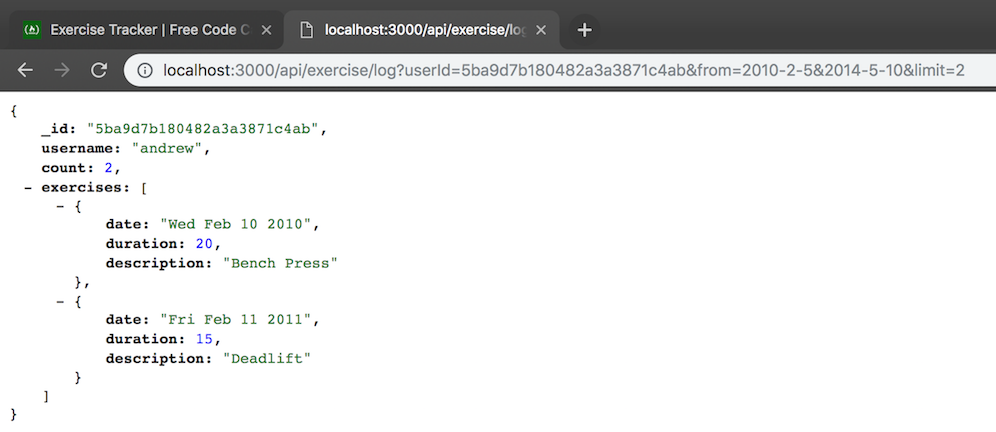 Exercise Tracker | Free Code C
localhost:3000/api/exercise/log
localhost:3000/api/exercise/log?userId=5ba9d7b180482a3a3871c4ab&from=2010-2-5&2014-5-10&limit=2
{
_id: "5ba9d7b180482a3a3871c4ab",
username: "andrew",
count: 2,
- exercises: [
- {
date: "Wed Feb 10 2010",
duration: 20,
description: "Bench Press"
},
- {
date: "Fri Feb 11 2011",
duration: 15,
description: "Deadlift"
}
]
}